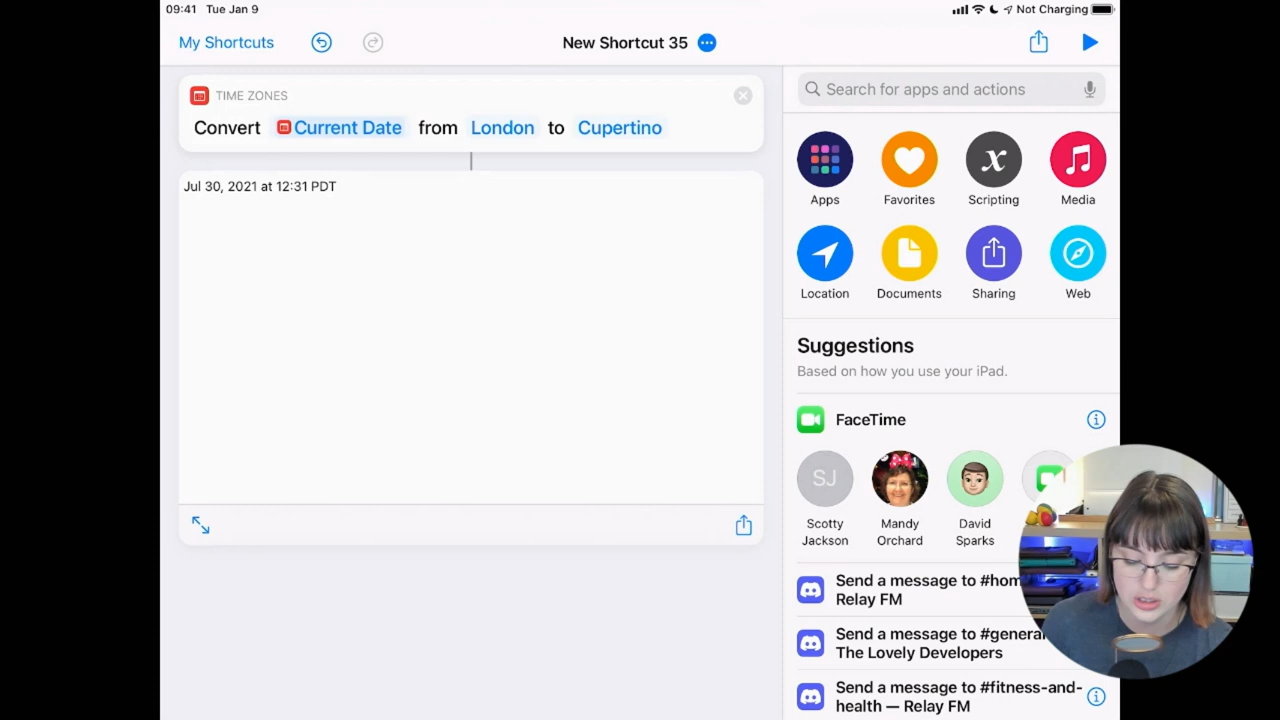 09:41 Tue Jan 9
Not Charging
My Shortcuts
New Shortcut 35
TIME ZONES
Convert Current Date from London to Cupertino
Jul 30, 2021 at 12:31 PDT
Search for apps and actions
Apps Favorites Scripting Media
Location Documents Sharing Web
Suggestions
Based on how you use your iPad.
FaceTime
SJ
Scotty Jackson
Mandy Orchard
David Sparks
Send a message to
Relay FM
Send a message to
The Lovely Developers
Send a message to #fitness-and-
health — Relay FM